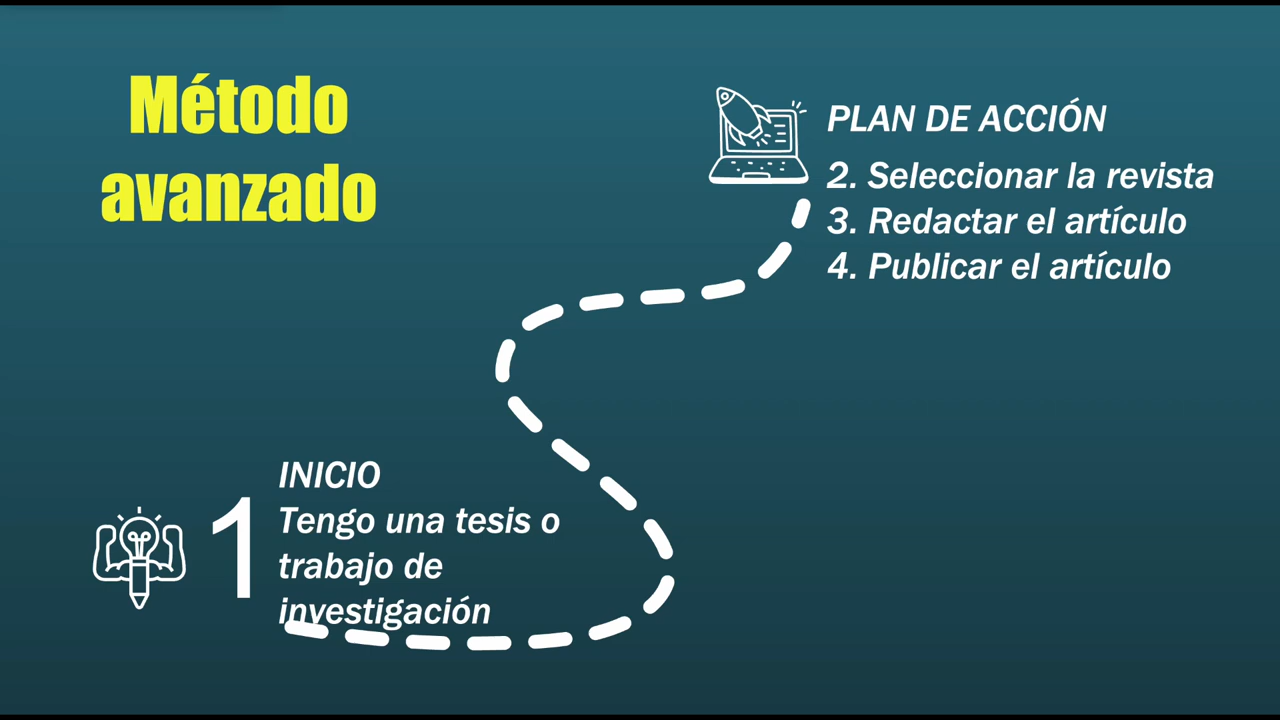 Método
avanzado
PLAN DE ACCIÓN
2. Seleccionar la revista
3. Redactar el artículo
4. Publicar el artículo
1
INICIO
Tengo una tesis o
trabajo de
investigación